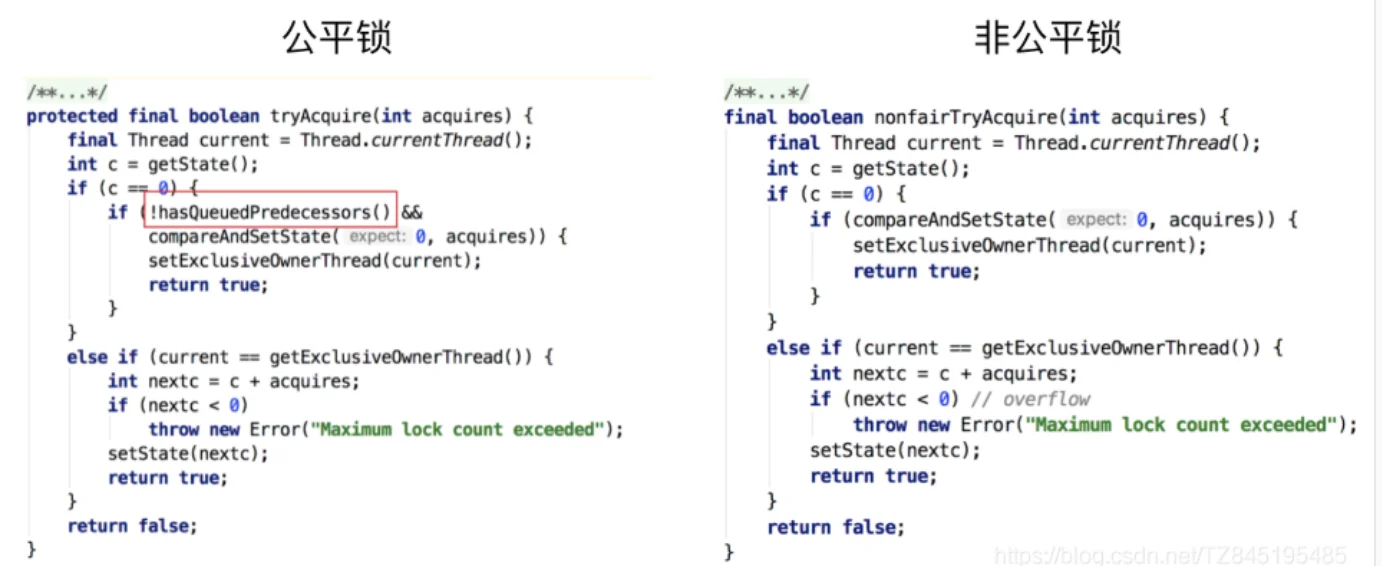 公平锁
/**...*/
protected final boolean tryAcquire(int acquires) {
final Thread current = Thread.currentThread();
int c = getState();
if (c == 0) {
if (!hasQueuedPredecessors() &&
compareAndSetState( expect: 0, acquires)) {
setExclusiveOwnerThread(current);
return true;
}
}
else if (current == getExclusiveOwnerThread()) {
int nextc = c + acquires;
if (nextc < 0)
throw new Error("Maximum lock count exceeded");
setState(nextc);
return true;
}
return false;
}
非公平锁
/**...*/
final boolean nonfairTryAcquire(int acquires) {
final Thread current = Thread.currentThread();
int c = getState();
if (c == 0) {
if (compareAndSetState( expect: 0, acquires)) {
setExclusiveOwnerThread(current);
return true;
}
}
else if (current == getExclusiveOwnerThread()) {
int nextc = c + acquires;
if (nextc < 0) // overflow
throw new Error("Maximum lock count exceeded");
setState(nextc);
return true;
}
return false;
}
https://blog.csdn.net/TZ845195485